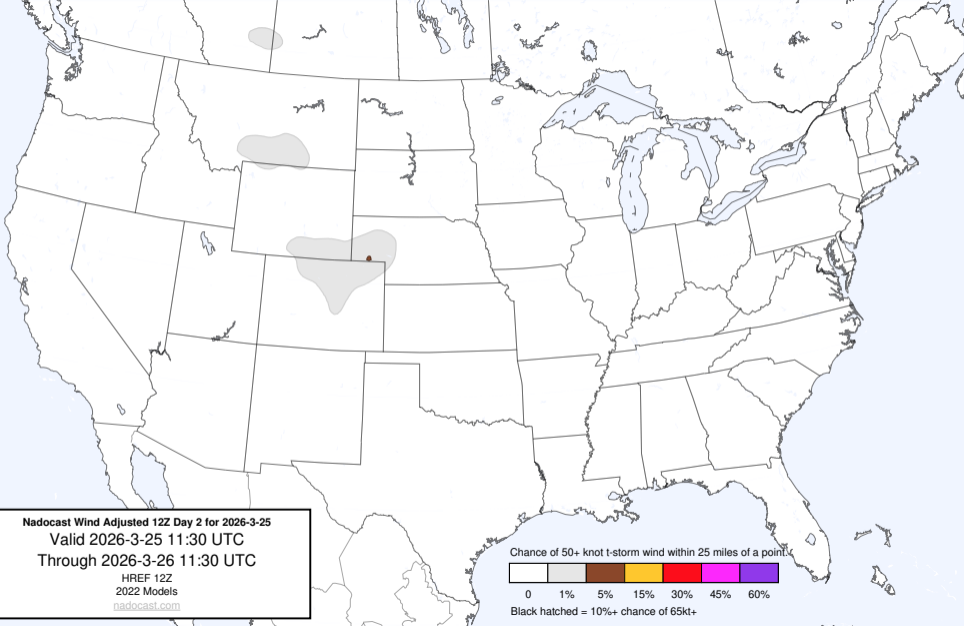 Nadocast Wind Adjusted 12Z Day 2 for 2026-3-25
Valid 2026-3-25 11:30 UTC
Through 2026-3-26 11:30 UTC
HREF 12Z
2022 Models
nadocast.com
Chance of 50+ knot t-storm wind within 25 miles of a point.
0 1% 5% 15% 30% 45% 60%
Black hatched = 10%+ chance of 65kt+